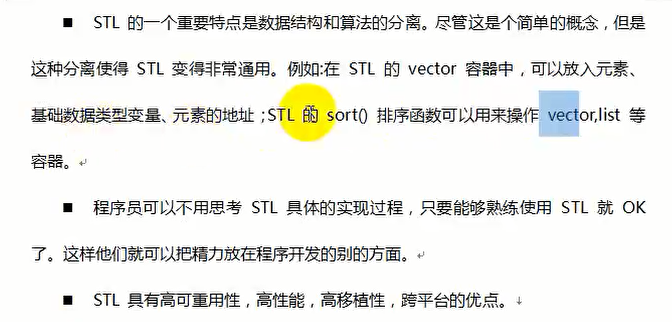 ■ STL 的一个重要特点是数据结构和算法的分离。尽管这是个简单的概念，但是
这种分离使得 STL 变得非常通用。例如:在 STL 的 vector 容器中，可以放入元素、
基础数据类型变量、元素的地址；STL 的 sort() 排序函数可以用来操作 vector,list 等
容器。
■ 程序员可以不用思考 STL 具体的实现过程，只要能够熟练使用 STL 就 OK
了。这样他们就可以把精力放在程序开发的别的方面。
■ STL 具有高可重用性，高性能，高移植性，跨平台的优点。